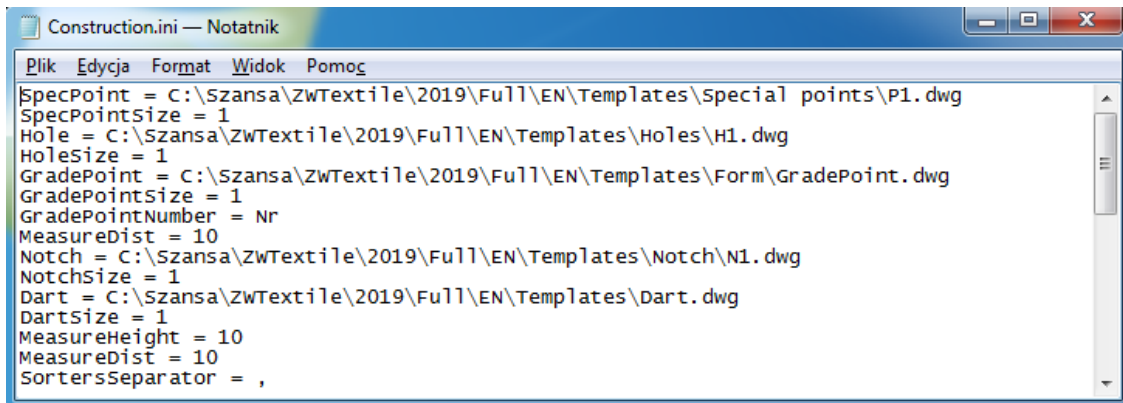 Construction.ini — Notatnik
Plik Edycja Format Widok Pomoc
SpecPoint = C:\Szansa\ZWTextile\2019\Full\EN\Templates\Special points\P1.dwg
SpecPointSize = 1
Hole = C:\Szansa\ZWTextile\2019\Full\EN\Templates\Holes\H1.dwg
HoleSize = 1
GradePoint = C:\Szansa\ZWTextile\2019\Full\EN\Templates\Form\GradePoint.dwg
GradePointSize = 1
GradePointNumber = Nr
MeasureDist = 10
Notch = C:\Szansa\ZWTextile\2019\Full\EN\Templates\Notch\N1.dwg
NotchSize = 1
Dart = C:\Szansa\ZWTextile\2019\Full\EN\Templates\Dart.dwg
DartSize = 1
MeasureHeight = 10
MeasureDist = 10
SortersSeparator = ,